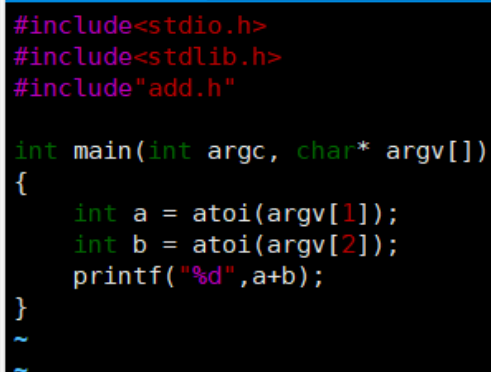 #include<stdio.h>
#include<stdlib.h>
#include"add.h"

int main(int argc, char* argv[])
{
    int a = atoi(argv[1]);
    int b = atoi(argv[2]);
    printf("%d",a+b);
}
~
~